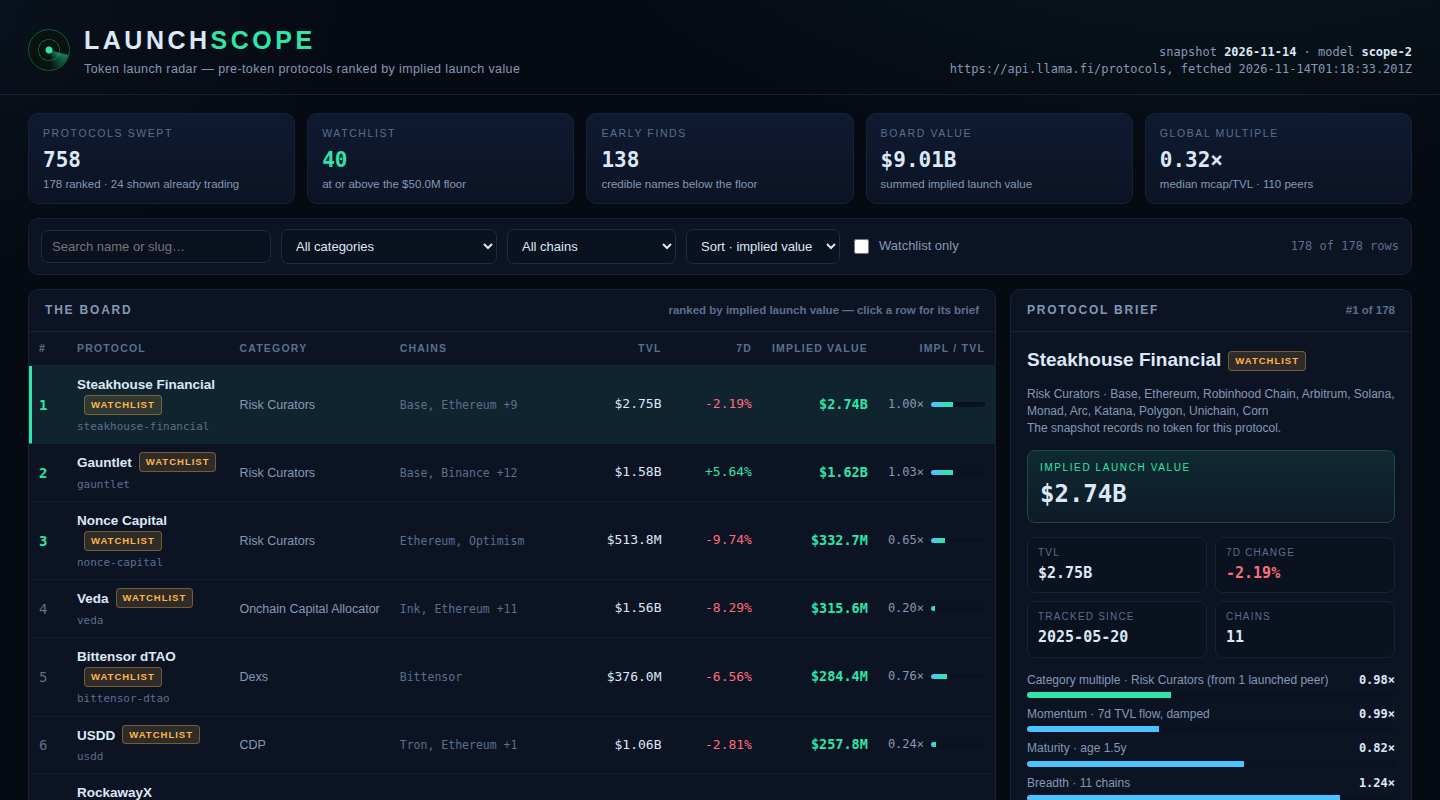 LAUNCHSCOPE
Token launch radar — pre-token protocols ranked by implied launch value
snapshot 2026-11-14 · model scope-2
https://api.llama.fi/protocols, fetched 2026-11-14T01:18:33.201Z
PROTOCOLS SWEPT
758
178 ranked · 24 shown already trading
WATCHLIST
40
at or above the $50.0M floor
EARLY FINDS
138
credible names below the floor
BOARD VALUE
$9.01B
summed implied launch value
GLOBAL MULTIPLE
0.32×
median mcap/TVL · 110 peers
Search name or slug…
All categories
All chains
Sort · implied value
Watchlist only
178 of 178 rows
THE BOARD
ranked by implied launch value — click a row for its brief
# PROTOCOL CATEGORY CHAINS TVL 7D IMPLIED VALUE IMPL / TVL
1 Steakhouse Financial WATCHLIST steakhouse-financial Risk Curators Base, Ethereum +9 $2.75B -2.19% $2.74B 1.00×
2 Gauntlet WATCHLIST gauntlet Risk Curators Base, Binance +12 $1.58B +5.64% $1.62B 1.03×
3 Nonce Capital WATCHLIST nonce-capital Risk Curators Ethereum, Optimism $513.8M -9.74% $332.7M 0.65×
4 Veda WATCHLIST veda Onchain Capital Allocator Ink, Ethereum +11 $1.56B -8.29% $315.6M 0.20×
5 Bittensor dTAO WATCHLIST bittensor-dtao Dexs Bittensor $376.0M -6.56% $284.4M 0.76×
6 USDD WATCHLIST usdd CDP Tron, Ethereum +1 $1.06B -2.81% $257.8M 0.24×
RockawayX
PROTOCOL BRIEF
#1 of 178
Steakhouse Financial WATCHLIST
Risk Curators · Base, Ethereum, Robinhood Chain, Arbitrum, Solana,
Monad, Arc, Katana, Polygon, Unichain, Corn
The snapshot records no token for this protocol.
IMPLIED LAUNCH VALUE
$2.74B
TVL
$2.75B
7D CHANGE
-2.19%
TRACKED SINCE
2025-05-20
CHAINS
11
Category multiple · Risk Curators (from 1 launched peer) 0.98×
Momentum · 7d TVL flow, damped 0.99×
Maturity · age 1.5y 0.82×
Breadth · 11 chains 1.24×